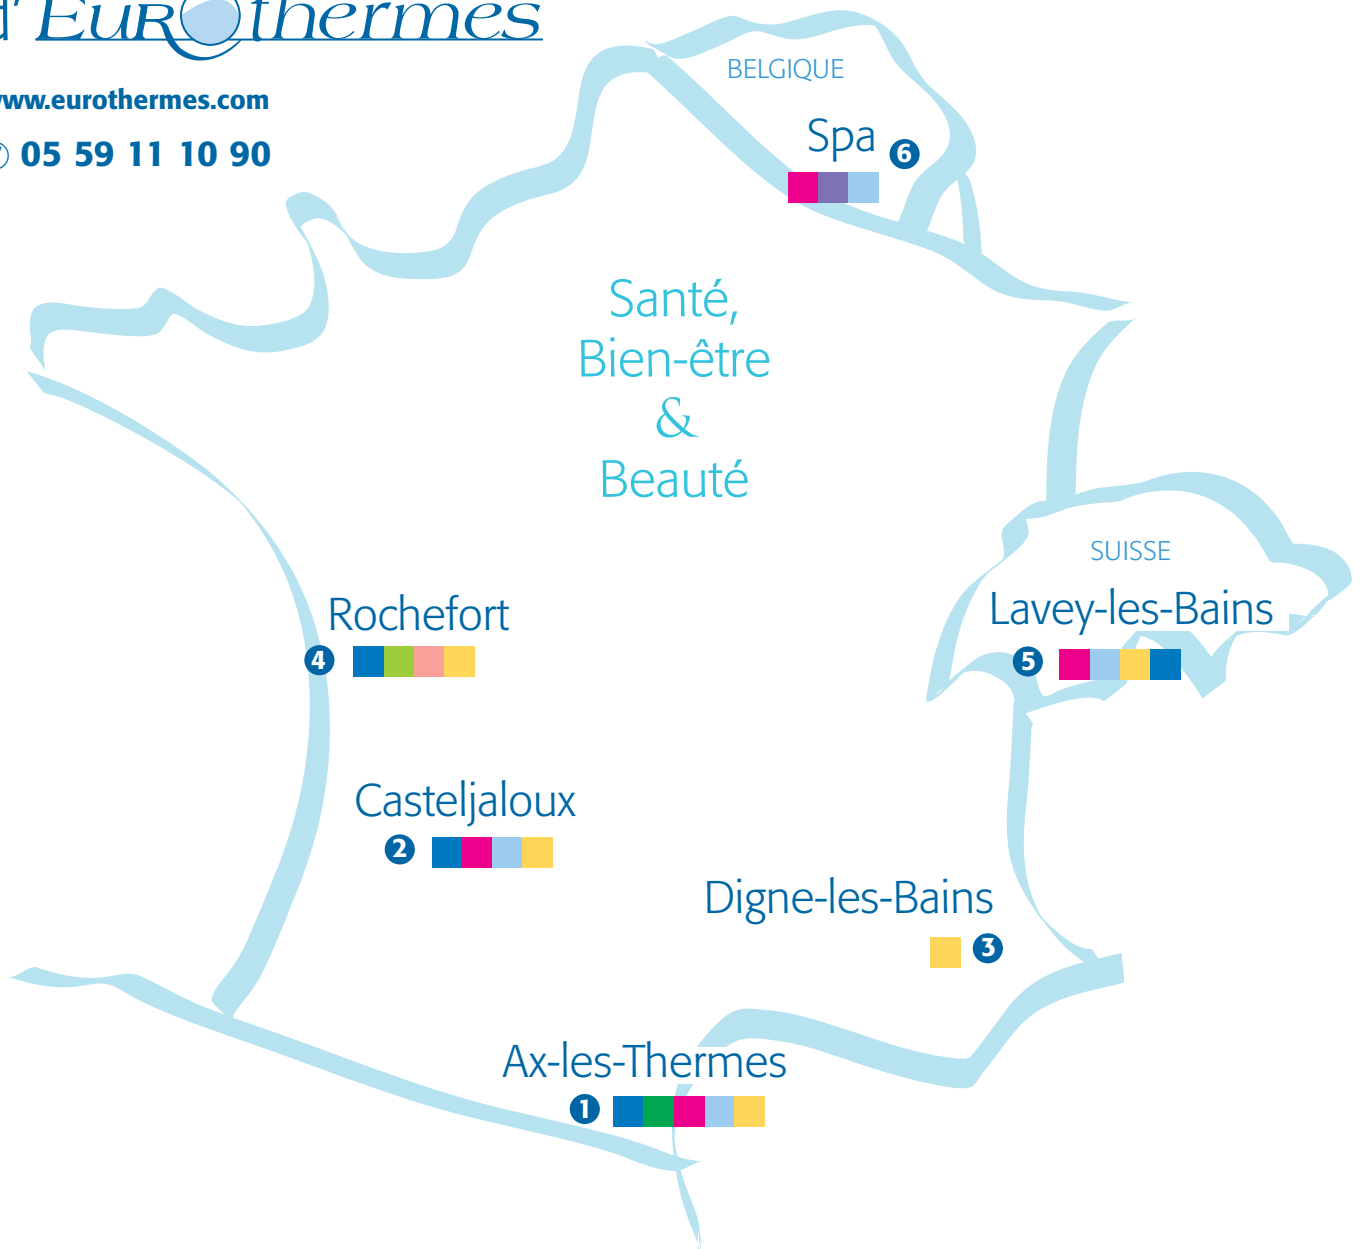 d' Eurothermes
www.eurothermes.com
05 59 11 10 90
BELGIQUE
Spa
6
Santé,
Bien-être
&
Beauté
SUISSE
Lavey-les-Bains
5
Rochefort
4
Casteljaloux
2
Digne-les-Bains
3
Ax-les-Thermes
1